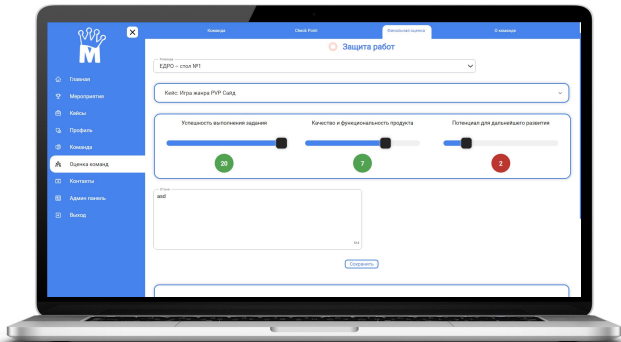 M
Команда
Check Point
Финальная оценка
О команде
Защита работ
Команда
ЕДРО – стол №1
Кейс: Игра жанра PVP Сайд
Успешность выполнения задания
Качество и функциональность продукта
Потенциал для дальнейшего развития
20
7
2
Отзыв
asd
Сохранить
Главная
Мероприятия
Кейсы
Профиль
Команда
Оценка команд
Контакты
Админ панель
Выход